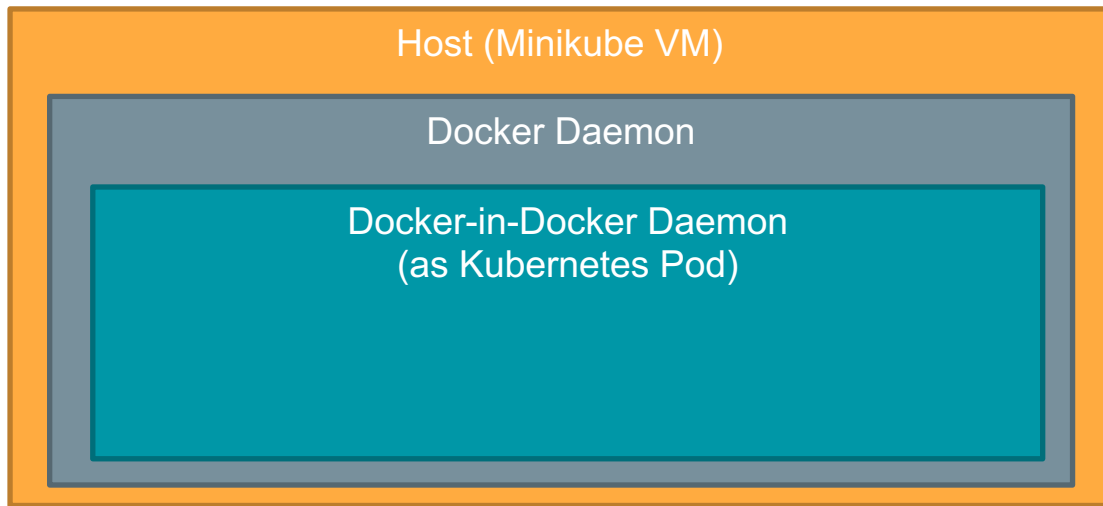 Host (Minikube VM)
Docker Daemon
Docker-in-Docker Daemon
(as Kubernetes Pod)